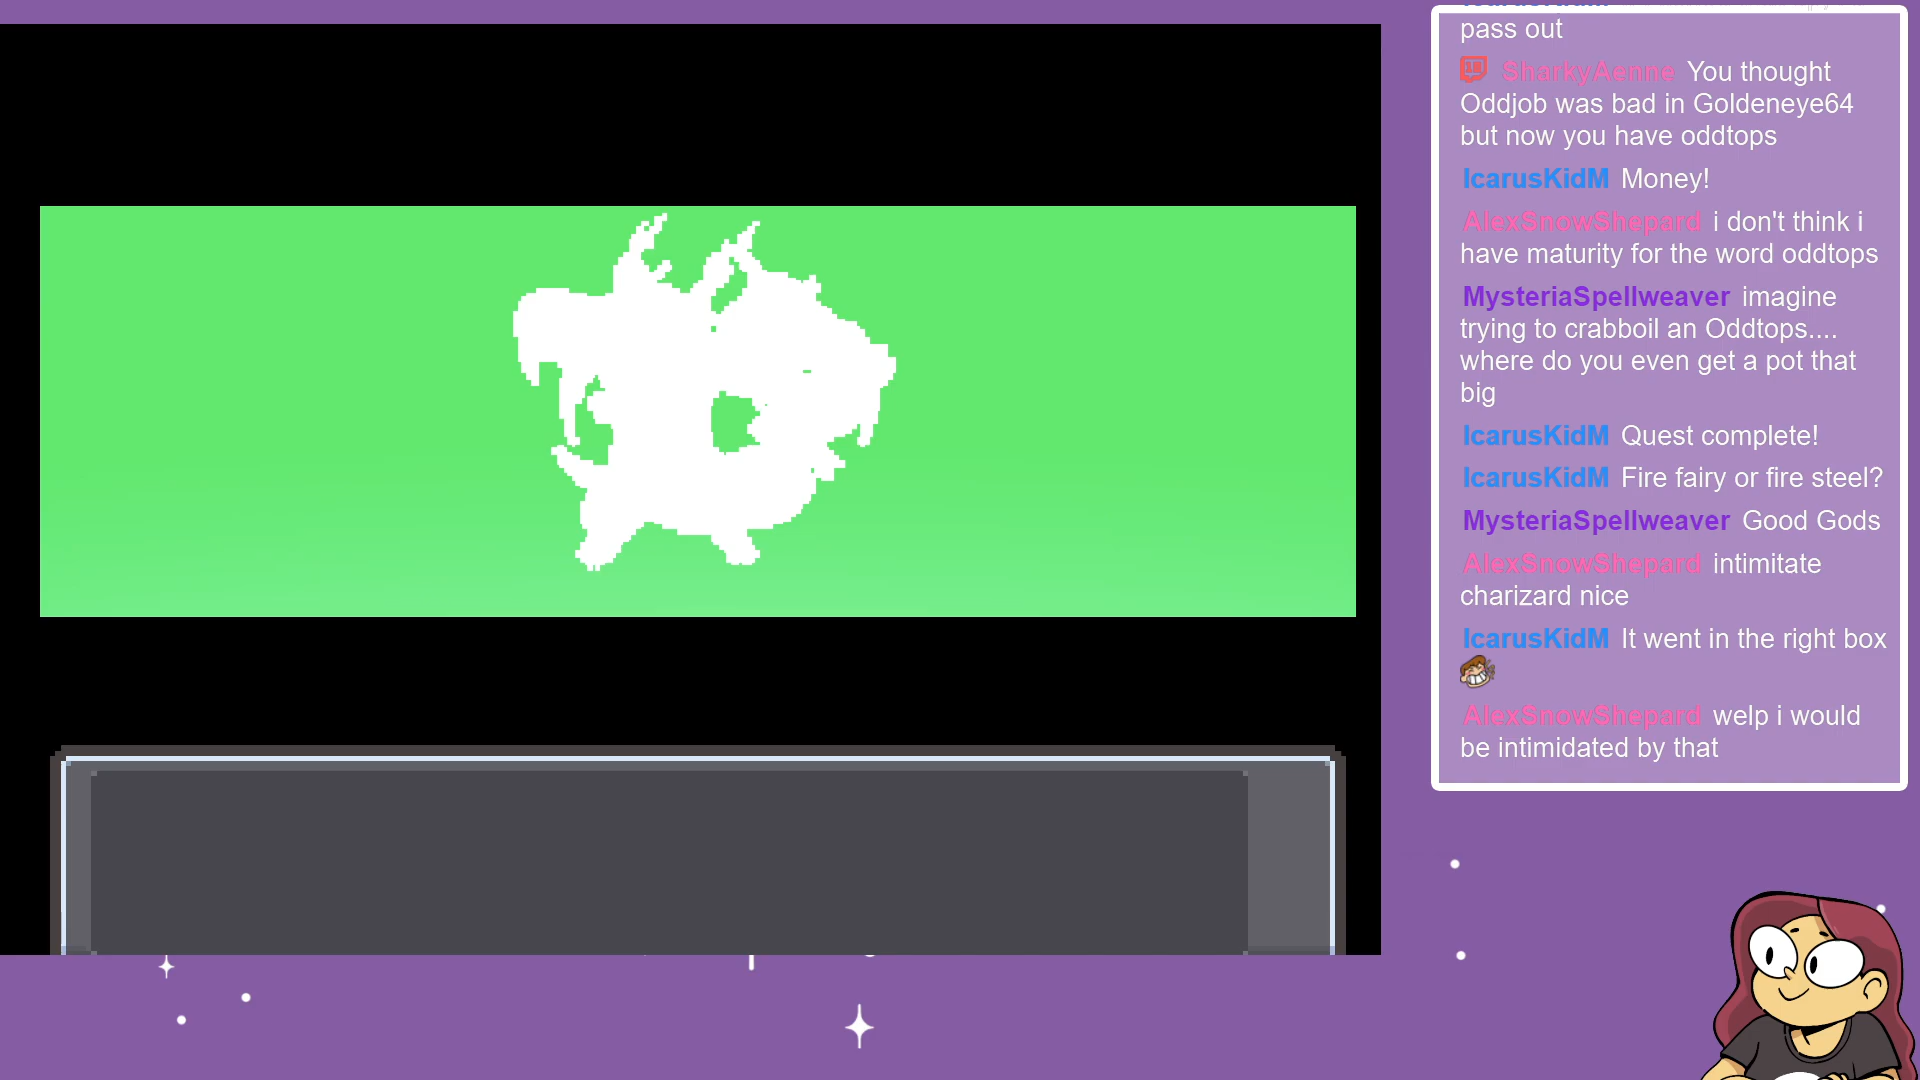 pass out
SharkyAenne You thought
Oddjob was bad in Goldeneye64
but now you have oddtops
IcarusKidM Money!
AlexSnowShepard i don't think i
have maturity for the word oddtops
MysteriaSpellweaver imagine
trying to crabboil an Oddtops....
where do you even get a pot that
big
IcarusKidM Quest complete!
IcarusKidM Fire fairy or fire steel?
MysteriaSpellweaver Good Gods
AlexSnowShepard intimitate
charizard nice
IcarusKidM It went in the right box
AlexSnowShepard welp i would
be intimidated by that